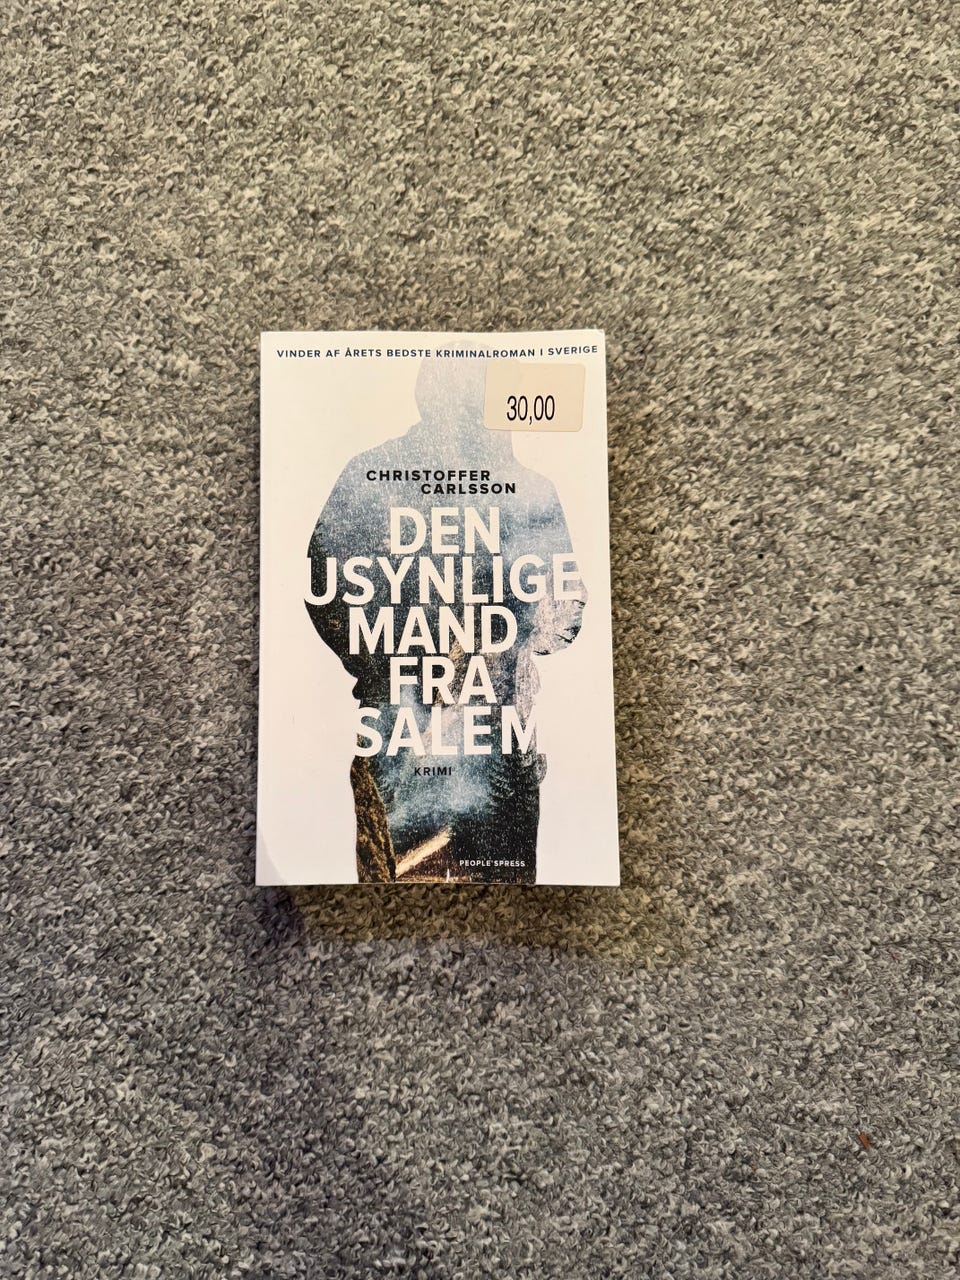 VINDER AF ÅRETS BEDSTE KRIMINALROMAN I SVERIGE
30,00
CHRISTOFFER
CARLSSON
DEN
USYNLIGE
MAND
FRA
SALEM
KRIMI
PEOPLE'SPRESS